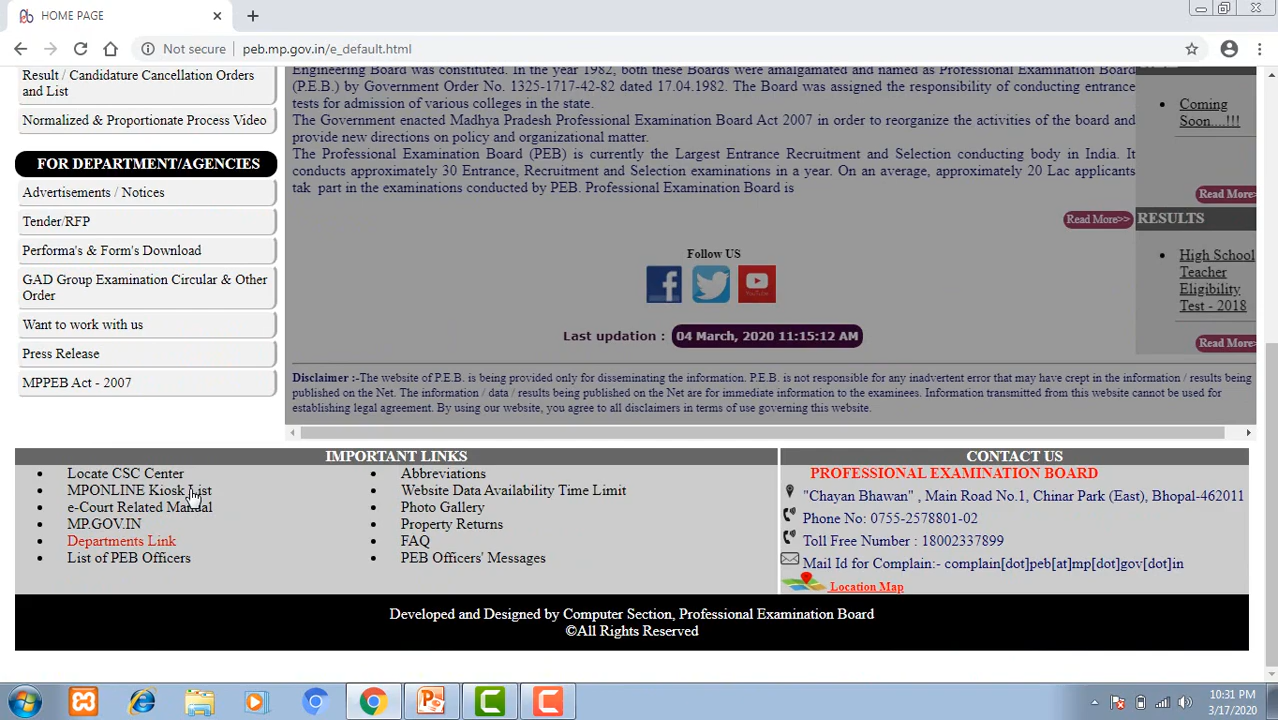 HOME PAGE
Not secure
peb.mp.gov.in/e_default.html
Result / Candidature Cancellation Orders
and List
Normalized & Proportionate Process Video
FOR DEPARTMENT/AGENCIES
Advertisements / Notices
Tender/RFP
Performa's & Form's Download
GAD Group Examination Circular & Other
Order
Want to work with us
Press Release
MPPEB Act - 2007
Engineering Board was constituted. In the year 1982, both these Boards were amalgamated and named as Professional Examination Board
(P.E.B.) by Government Order No. 1325-1717-42-82 dated 17.04.1982. The Board was assigned the responsibility of conducting entrance
tests for admission of various colleges in the state.
The Government enacted Madhya Pradesh Professional Examination Board Act 2007 in order to reorganize the activities of the board and
provide new directions on policy and organizational matter.
The Professional Examination Board (PEB) is currently the Largest Entrance Recruitment and Selection conducting body in India. It
conducts approximately 30 Entrance, Recruitment and Selection examinations in a year. On an average, approximately 20 Lac applicants
tak part in the examinations conducted by PEB. Professional Examination Board is
Read More>>
Follow US
YouTube
Last updation : 04 March, 2020 11:15:12 AM
Coming
Soon....!!!
Read More>
RESULTS
High School
Teacher
Eligibility
Test - 2018
Read More>
Disclaimer :-The website of P.E.B. is being provided only for disseminating the information. P.E.B. is not responsible for any inadvertent error that may have crept in the information / results being
published on the Net. The information / data / results being published on the Net are for immediate information to the examinees. Information transmitted from this website cannot be used for
establishing legal agreement. By using our website, you agree to all disclaimers in terms of use governing this website.
IMPORTANT LINKS
Locate CSC Center
MPONLINE Kiosk List
e-Court Related Manual
MP.GOV.IN
Departments Link
List of PEB Officers
Abbreviations
Website Data Availability Time Limit
Photo Gallery
Property Returns
FAQ
PEB Officers' Messages
CONTACT US
PROFESSIONAL EXAMINATION BOARD
"Chayan Bhawan" , Main Road No.1, Chinar Park (East), Bhopal-462011
Phone No: 0755-2578801-02
Toll Free Number : 18002337899
Mail Id for Complain:- complain[dot]peb[at]mp[dot]gov[dot]in
Location Map
Developed and Designed by Computer Section, Professional Examination Board
©All Rights Reserved
10:31 PM
3/17/2020